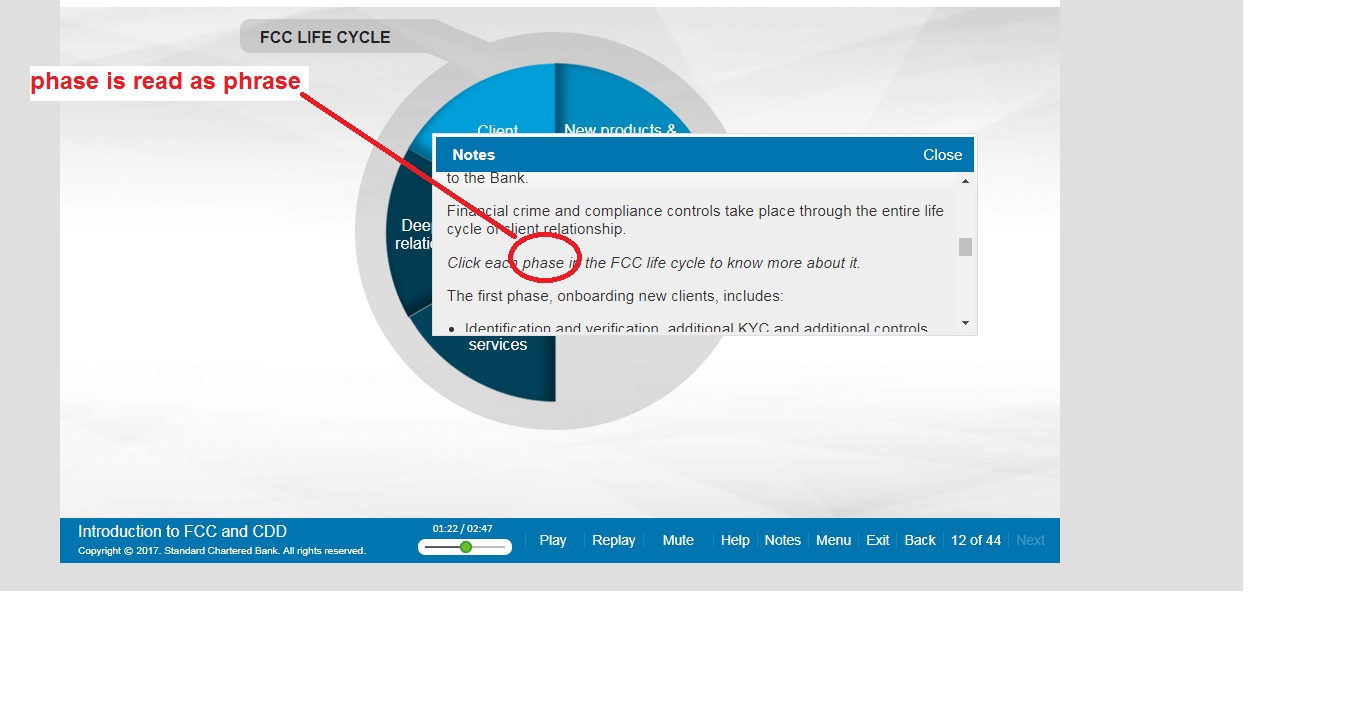 FCC LIFE CYCLE
phase is read as phrase
Client
New products &
Notes
Close
to the Bank.
Financial crime and compliance controls take place through the entire life
cycle of client relationship.
Click each phase in the FCC life cycle to know more about it.
The first phase, onboarding new clients, includes:
• Identification and verification, additional KYC and additional controls
services
Introduction to FCC and CDD
Copyright © 2017. Standard Chartered Bank. All rights reserved.
01:22 / 02:47
Play
Replay
Mute
Help
Notes
Menu
Exit
Back
12 of 44
Next